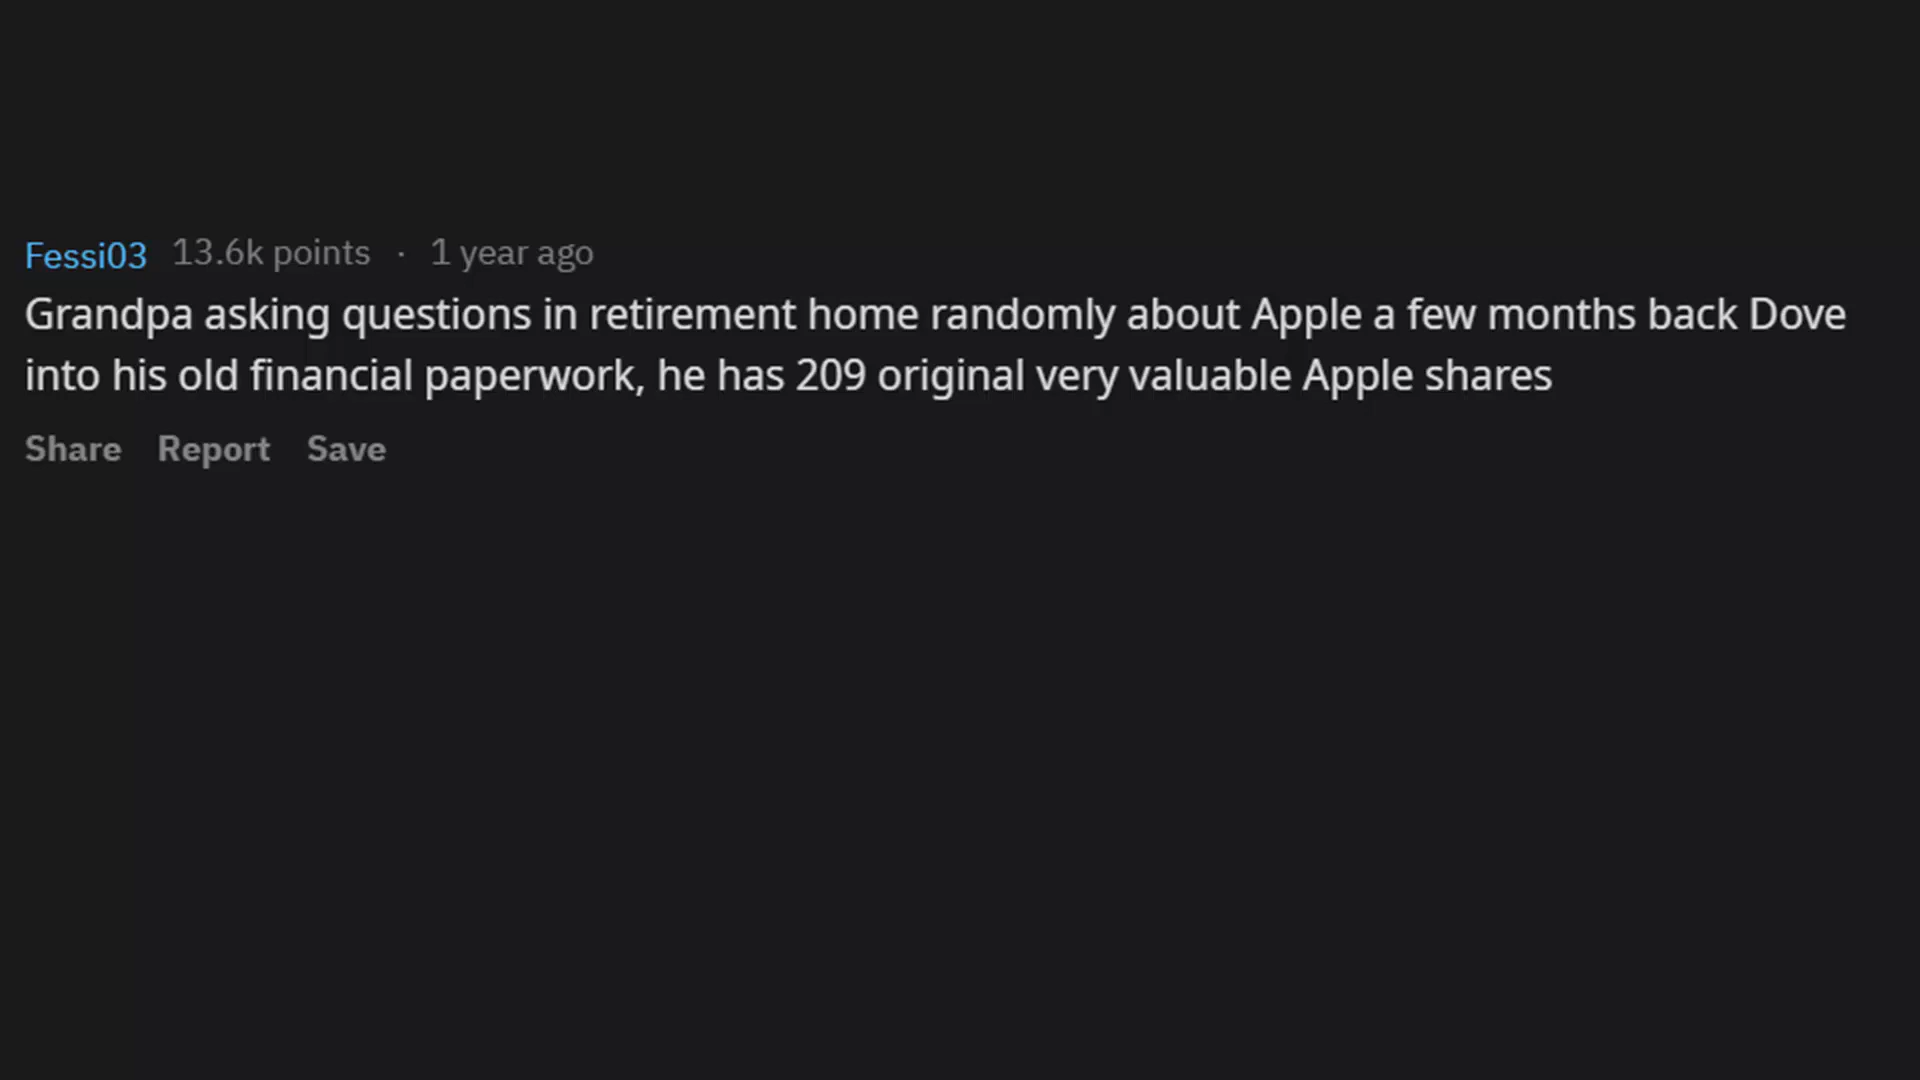 Fessi03 13.6k points · 1 year ago
Grandpa asking questions in retirement home randomly about Apple a few months back Dove
into his old financial paperwork, he has 209 original very valuable Apple shares
Share Report Save